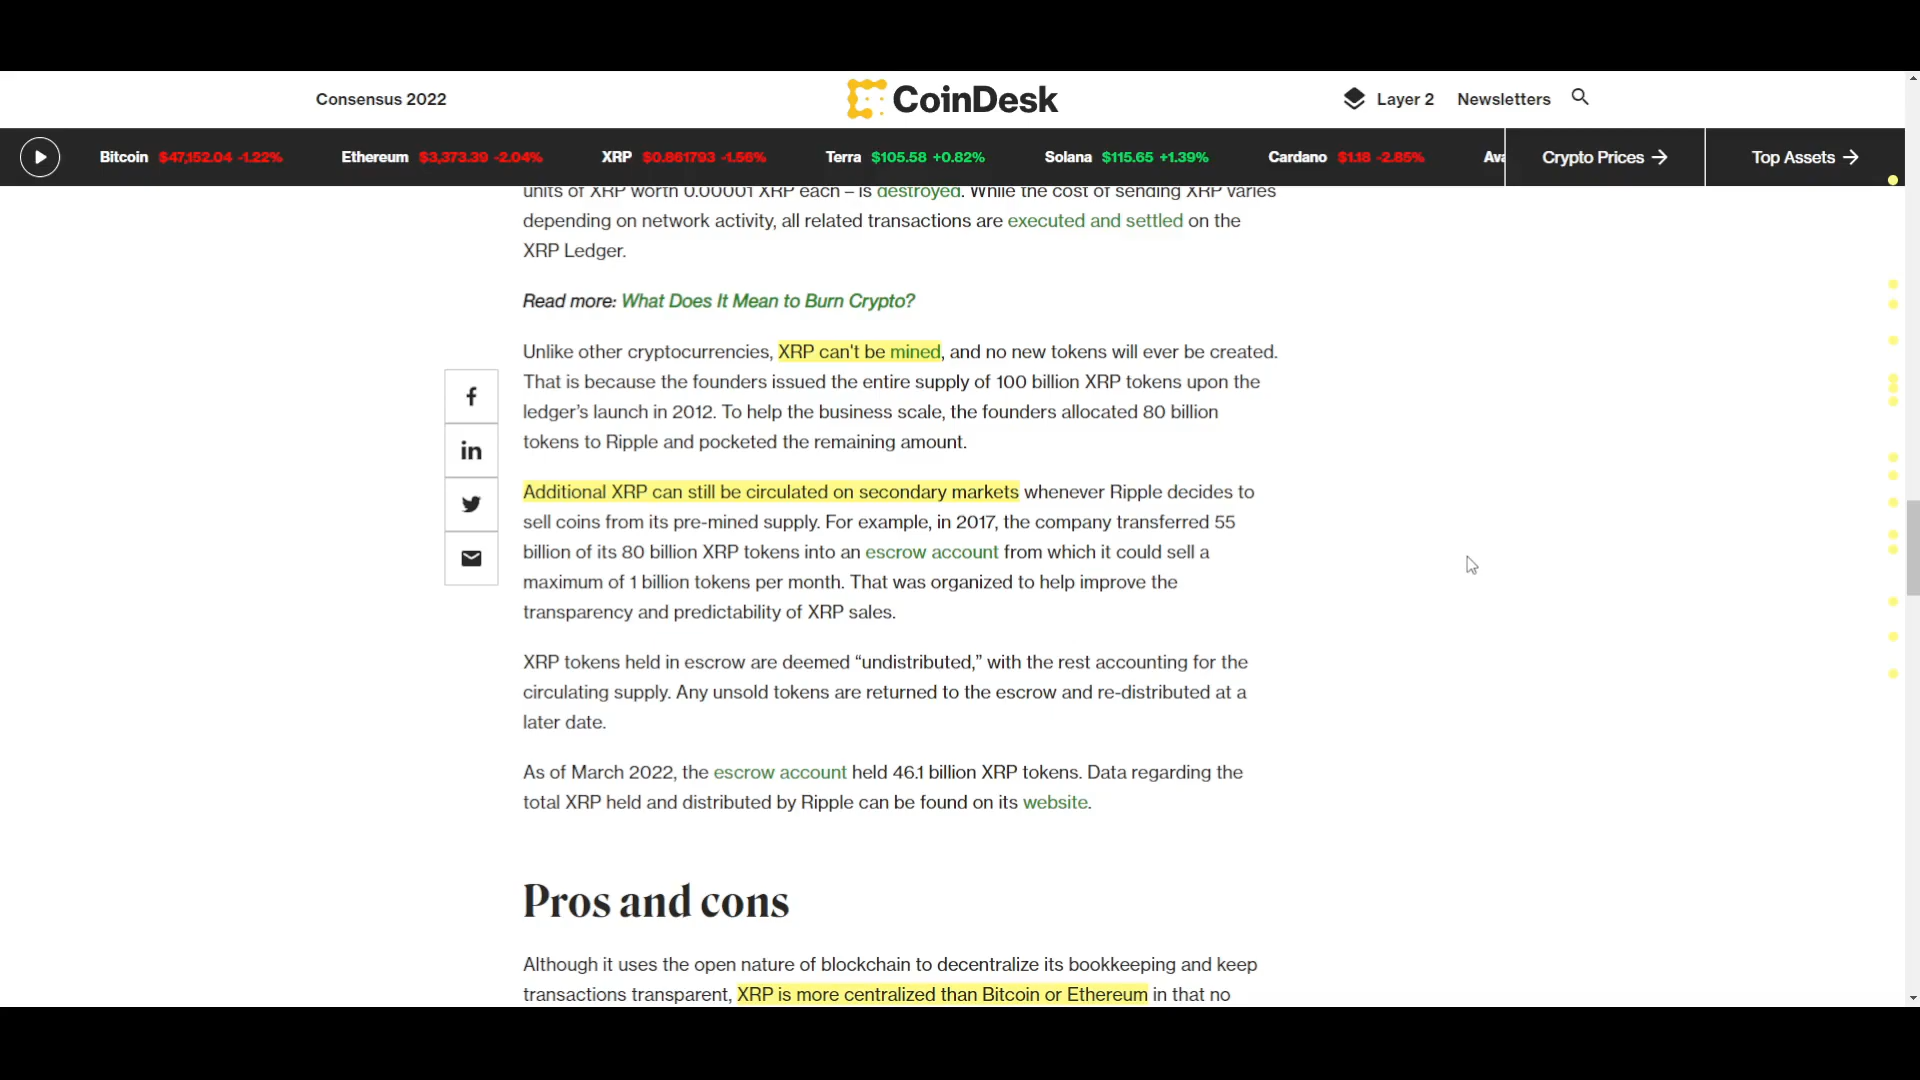 Consensus 2022
CoinDesk
Layer 2
Newsletters
Bitcoin $47,152.04 -1.22% Ethereum $3,373.39 -2.04% XRP $0.861793 -1.56% Terra $105.58 +0.82% Solana $115.65 +1.39% Cardano $1.18 -2.85% Ava
Crypto Prices →
Top Assets →
units of XRP worth 0.00001 XRP each – is destroyed. While the cost of sending XRP varies
depending on network activity, all related transactions are executed and settled on the
XRP Ledger.
Read more: What Does It Mean to Burn Crypto?
Unlike other cryptocurrencies, XRP can't be mined, and no new tokens will ever be created.
That is because the founders issued the entire supply of 100 billion XRP tokens upon the
ledger’s launch in 2012. To help the business scale, the founders allocated 80 billion
tokens to Ripple and pocketed the remaining amount.
Additional XRP can still be circulated on secondary markets whenever Ripple decides to
sell coins from its pre-mined supply. For example, in 2017, the company transferred 55
billion of its 80 billion XRP tokens into an escrow account from which it could sell a
maximum of 1 billion tokens per month. That was organized to help improve the
transparency and predictability of XRP sales.
XRP tokens held in escrow are deemed “undistributed,” with the rest accounting for the
circulating supply. Any unsold tokens are returned to the escrow and re-distributed at a
later date.
As of March 2022, the escrow account held 46.1 billion XRP tokens. Data regarding the
total XRP held and distributed by Ripple can be found on its website.
Pros and cons
Although it uses the open nature of blockchain to decentralize its bookkeeping and keep
transactions transparent, XRP is more centralized than Bitcoin or Ethereum in that no